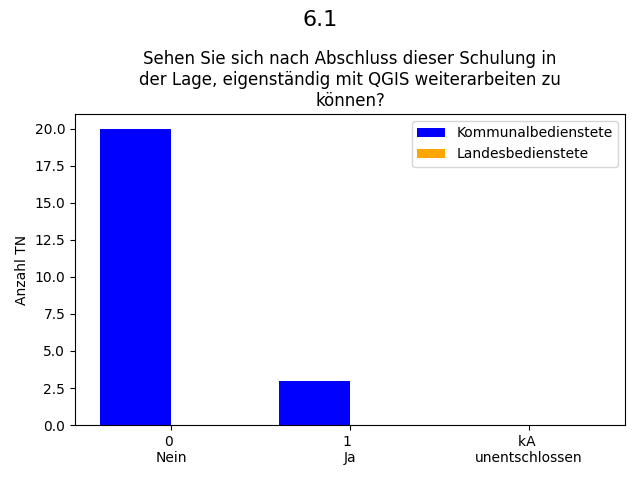 6.1
Sehen Sie sich nach Abschluss dieser Schulung in
der Lage, eigenständig mit QGIS weiterarbeiten zu
können?
20.0
17.5
15.0
12.5
10.0
7.5
5.0
2.5
0.0
Anzahl TN
Kommunalbedienstete
Landesbedienstete
0
Nein
1
Ja
kA
unentschlossen